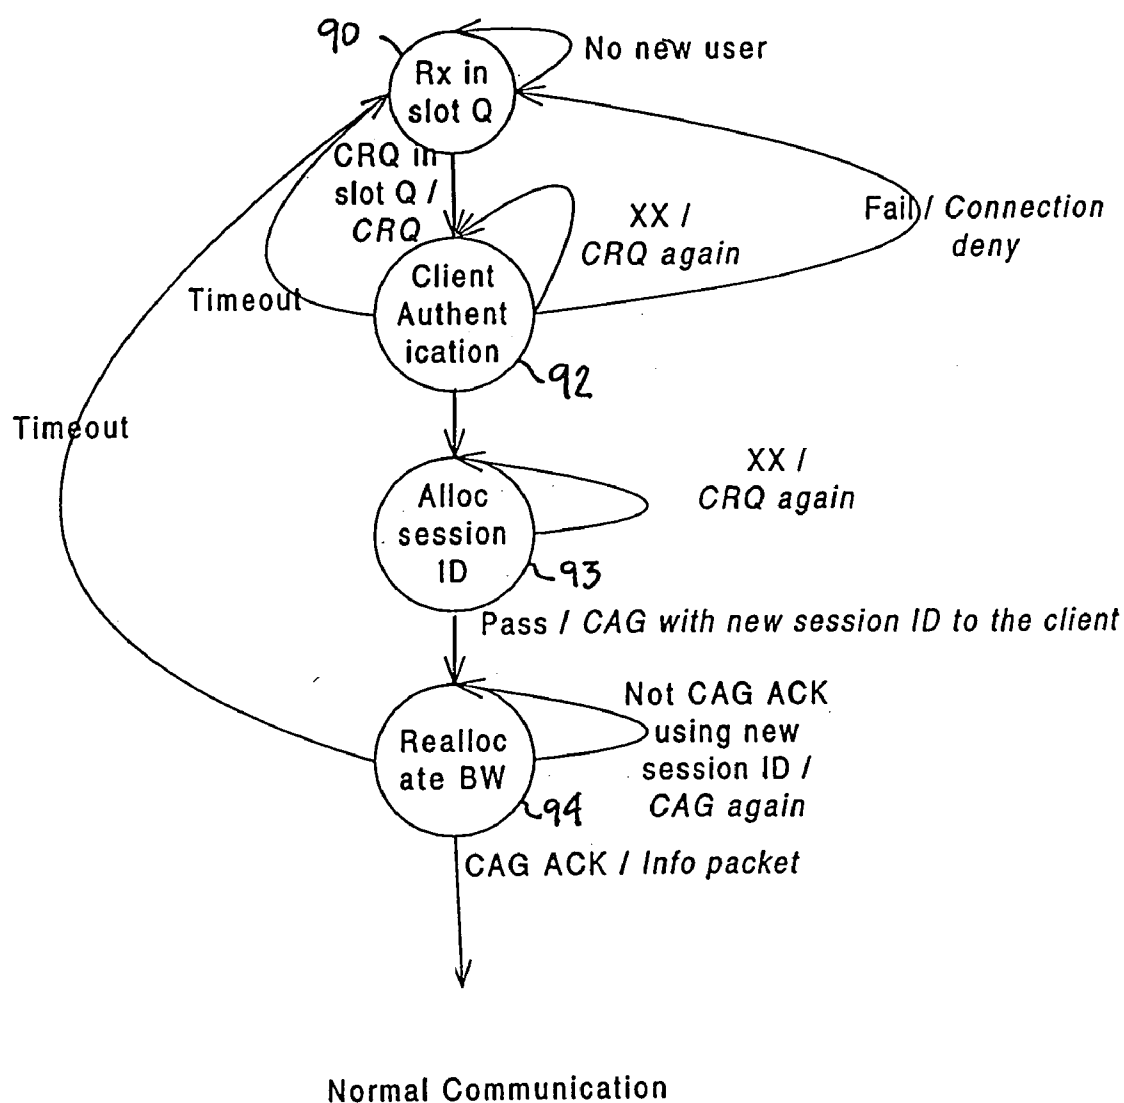 90
No new user
Rx in
slot Q
CRQ in
slot Q /
CRQ
XX /
CRQ again
Fail / Connection
deny
Client
Authent
ication
Timeout
92
Timeout
XX /
CRQ again
Alloc
session
ID
93
Pass / CAG with new session ID to the client
Not CAG ACK
using new
session ID /
CAG again
Realloc
ate BW
94
CAG ACK / Info packet
Normal Communication